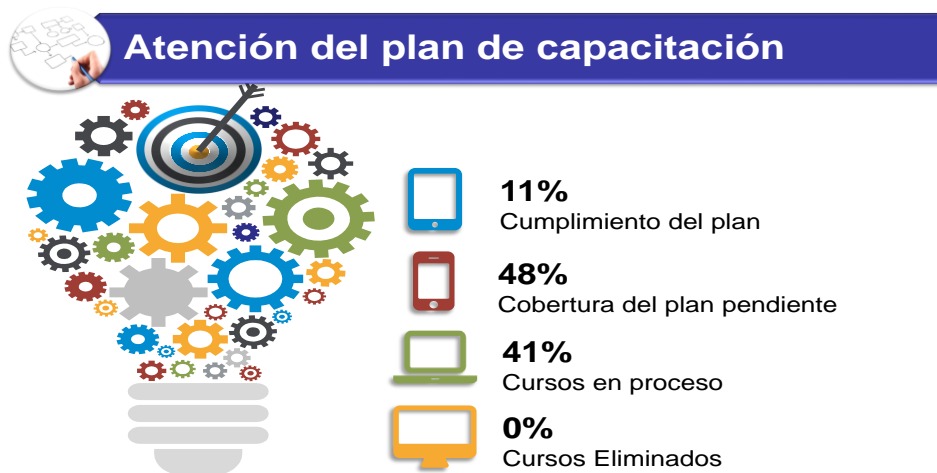 Atención del plan de capacitación
11%
Cumplimiento del plan
48%
Cobertura del plan pendiente
41%
Cursos en proceso
0%
Cursos Eliminados